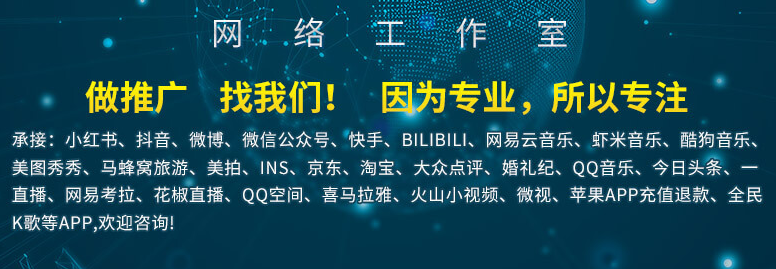 网络工作室
做推广 找我们! 因为专业，所以专注
承接：小红书、抖音、微博、微信公众号、快手、BILIBILI、网易云音乐、虾米音乐、酷狗音乐、
美图秀秀、马蜂窝旅游、美拍、INS、京东、淘宝、大众点评、婚礼纪、QQ音乐、今日头条、一
直播、网易考拉、花椒直播、QQ空间、喜马拉雅、火山小视频、微视、苹果APP充值退款、全民
K歌等APP,欢迎咨询!